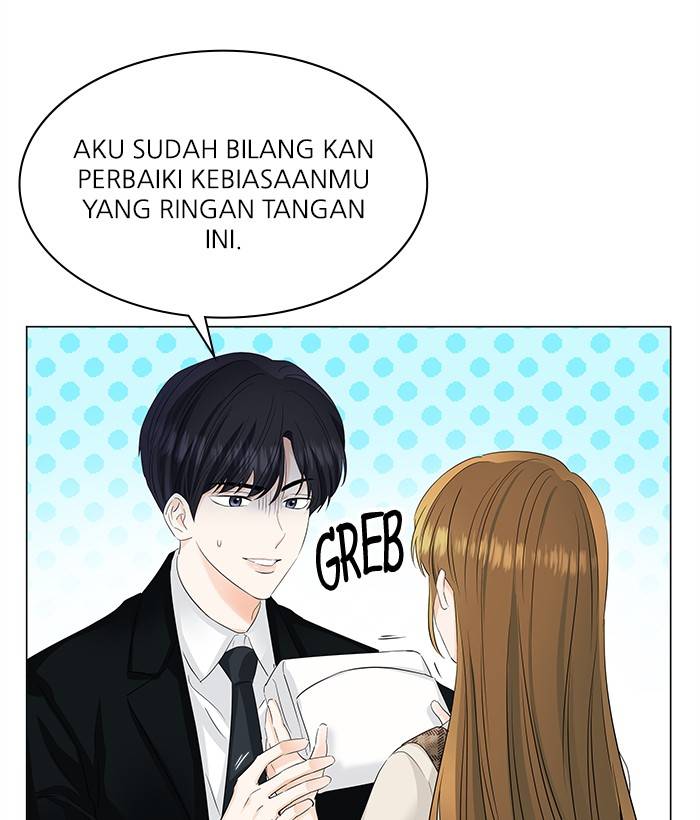 AKU SUDAH BILANG KAN
PERBAIKI KEBIASAANMU
YANG RINGAN TANGAN
INI.
GREB